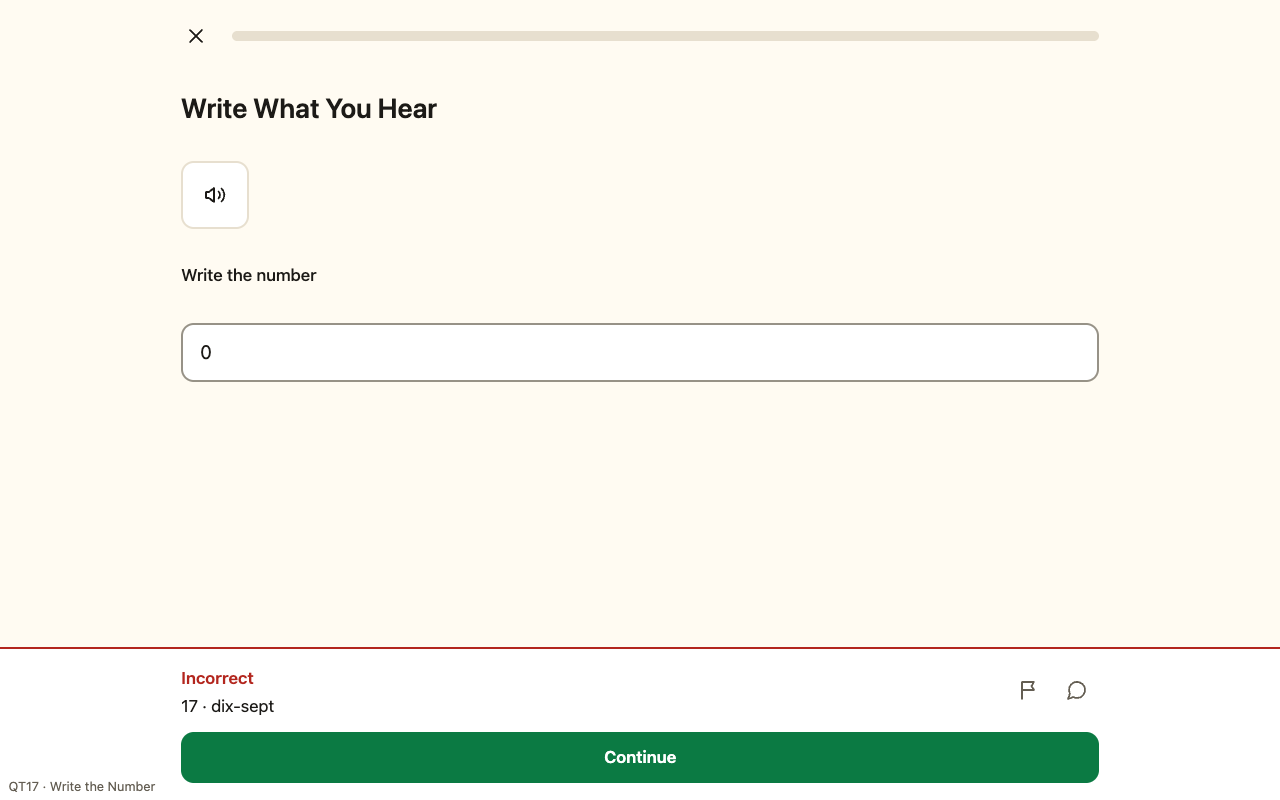 Write What You Hear
Write the number
0
Incorrect
17 · dix-sept
Continue
QT17 · Write the Number